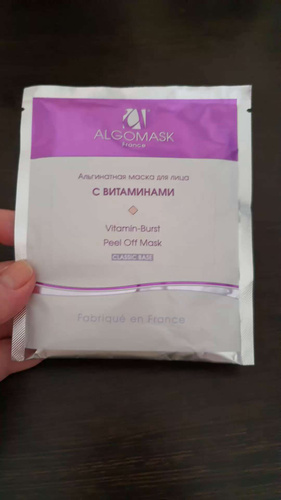 ALGOMASK
France
Альгинатная маска для лица
С ВИТАМИНАМИ
Vitamin-Burst
Peel Off Mask
CLASSIC BASE
Fabriqué en France